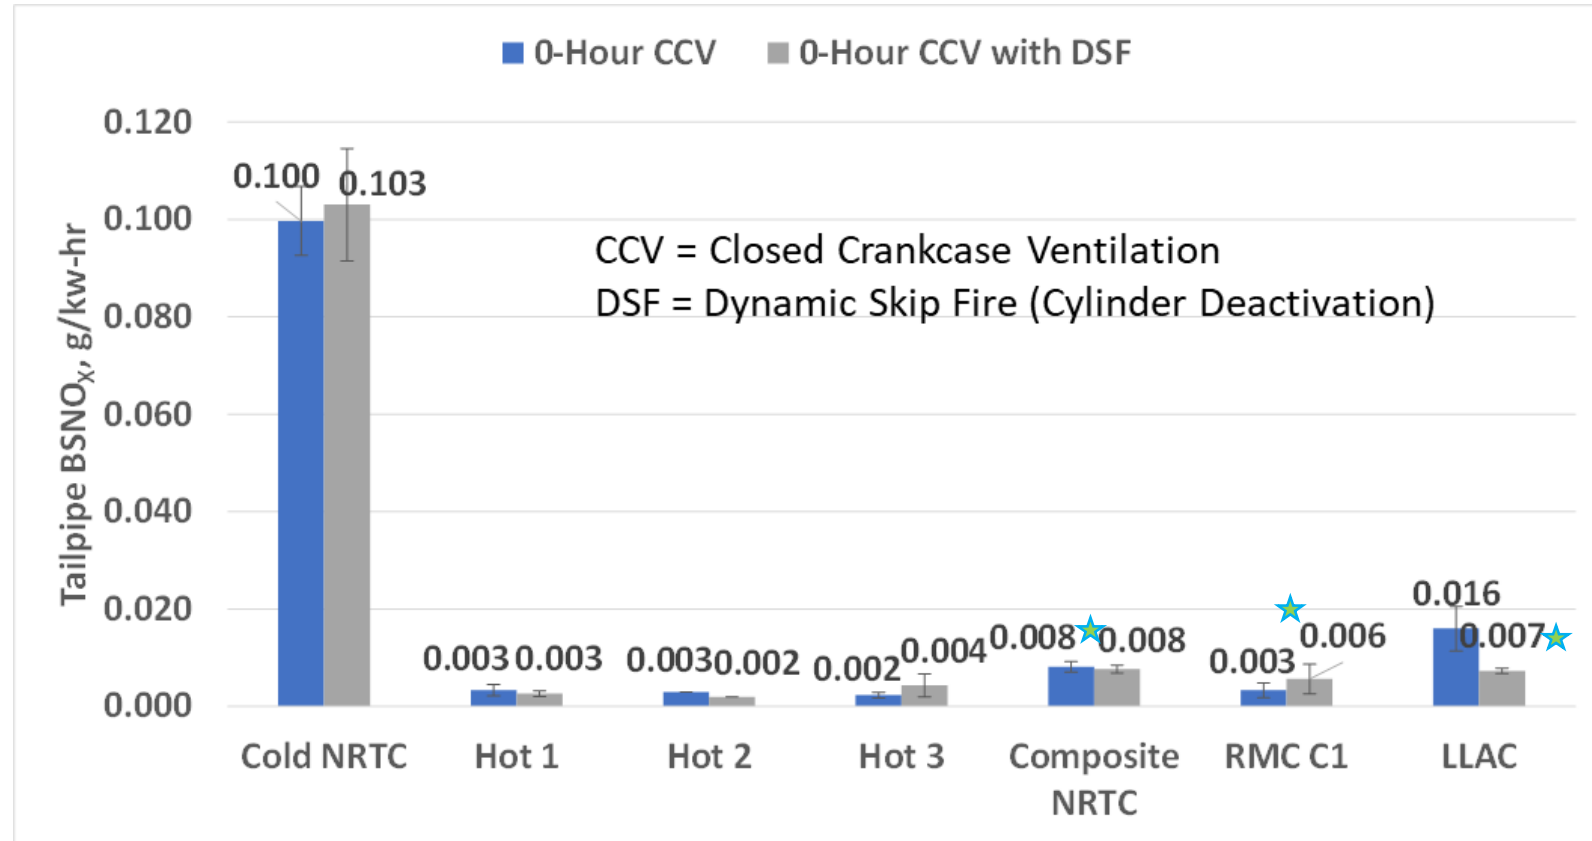 0-Hour CCV 0-Hour CCV with DSF
Tailpipe BSNOₓ, g/kw-hr
0.120
0.100
0.080
0.060
0.040
0.020
0.000
CCV = Closed Crankcase Ventilation
DSF = Dynamic Skip Fire (Cylinder Deactivation)
0.100 0.103
0.003 0.003
0.003 0.002
0.002 0.004
0.008 0.008
0.003 0.006
0.016 0.007
Cold NRTC Hot 1 Hot 2 Hot 3 Composite NRTC RMC C1 LLAC